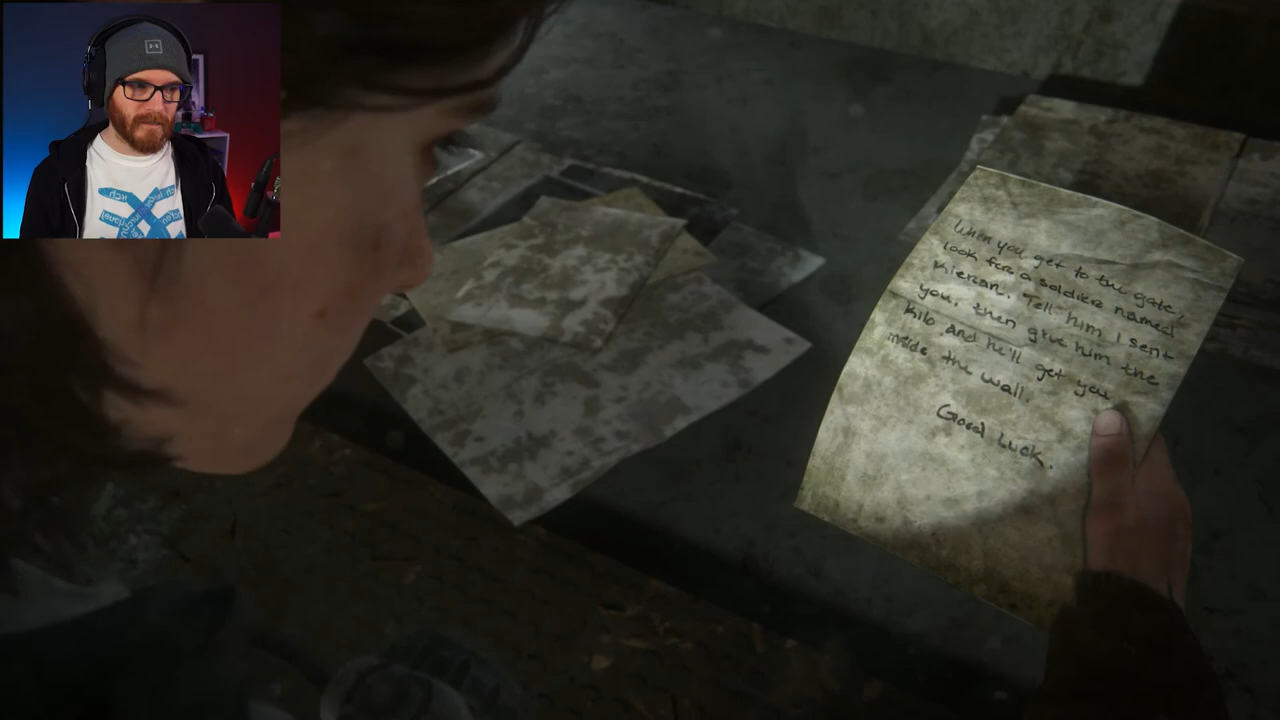 When you get to the gate,
look for a soldier named
Kieran. Tell him I sent
you, then give him the
kilo and he'll get you
inside the wall.
Good Luck.